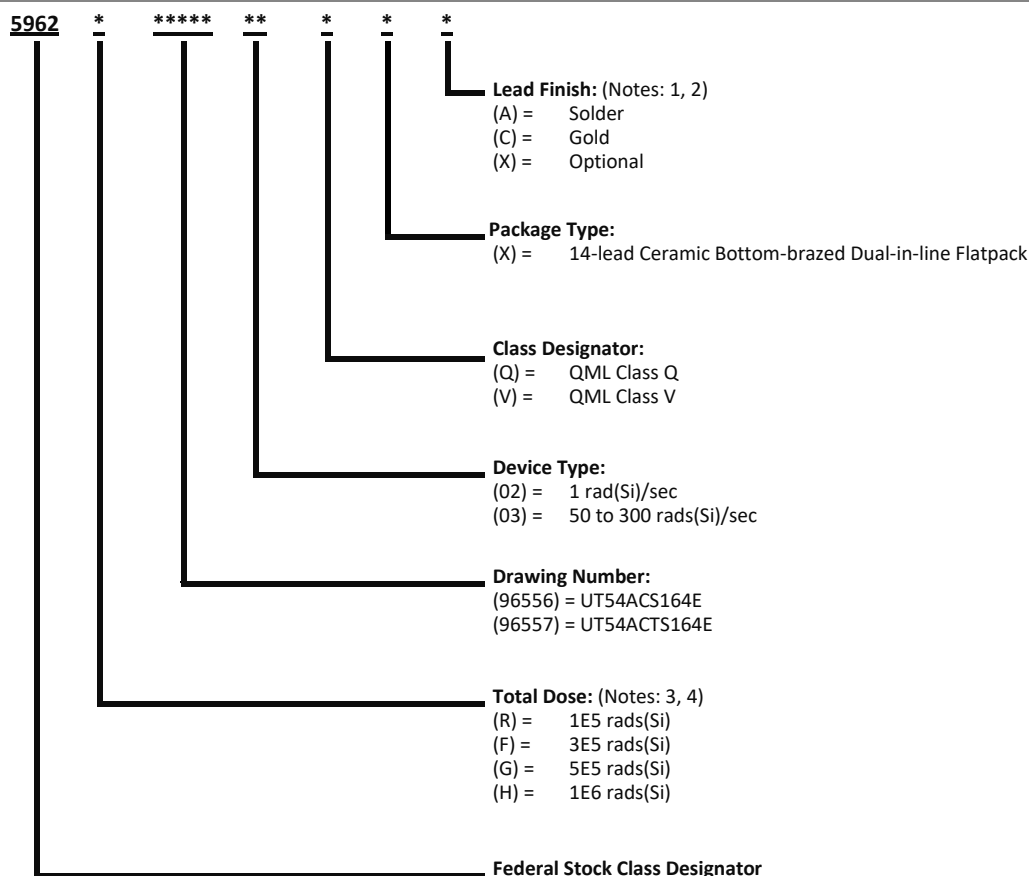 5962 * ***** ** * * *
Lead Finish: (Notes: 1, 2)
(A) = Solder
(C) = Gold
(X) = Optional
Package Type:
(X) = 14-lead Ceramic Bottom-brazed Dual-in-line Flatpack
Class Designator:
(Q) = QML Class Q
(V) = QML Class V
Device Type:
(02) = 1 rad(Si)/sec
(03) = 50 to 300 rads(Si)/sec
Drawing Number:
(96556) = UT54ACS164E
(96557) = UT54ACTS164E
Total Dose: (Notes: 3, 4)
(R) = 1E5 rads(Si)
(F) = 3E5 rads(Si)
(G) = 5E5 rads(Si)
(H) = 1E6 rads(Si)
Federal Stock Class Designator